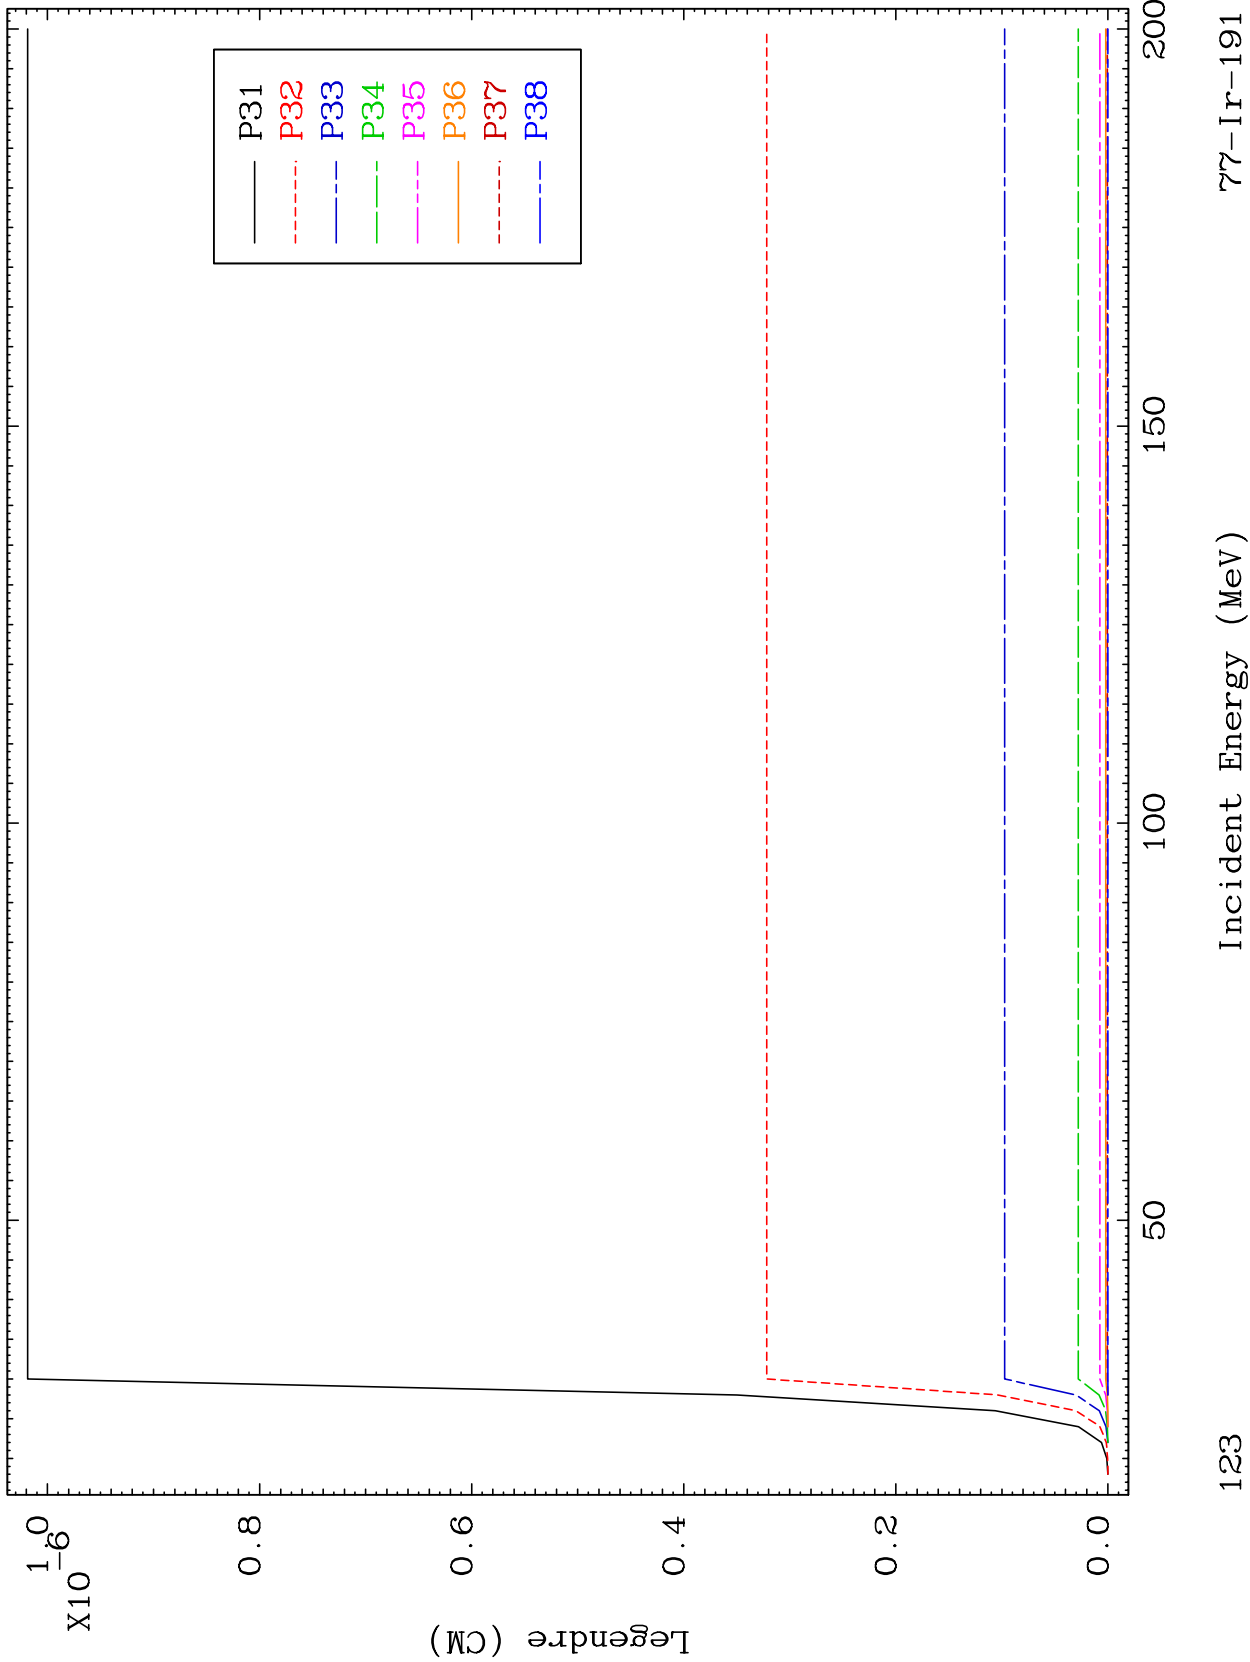 X10
-6
1.0
0.8
0.6
0.4
0.2
0.0
Legendre (CM)
P31
P32
P33
P34
P35
P36
P37
P38
50
100
150
200
123
Incident Energy (MeV)
77-Ir-191